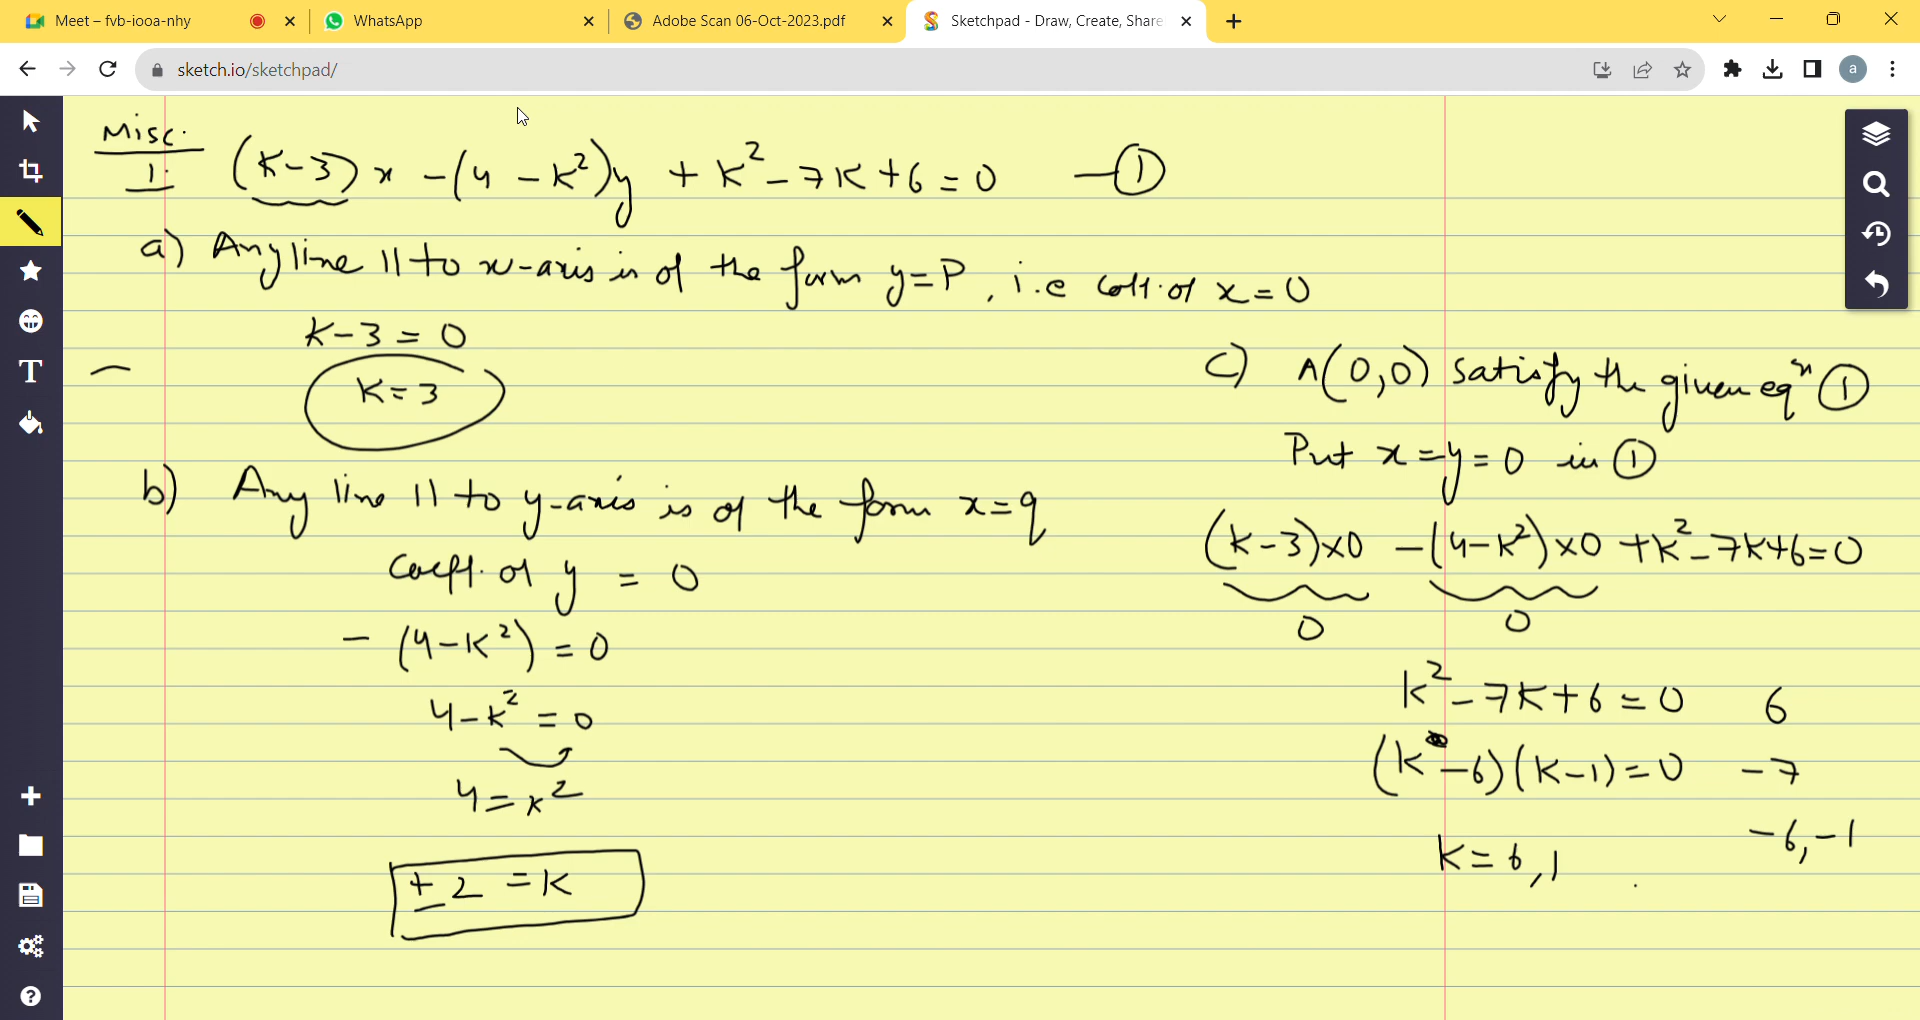 Meet – fvb-iooa-nhy
WhatsApp
Adobe Scan 06-Oct-2023.pdf
Sketchpad - Draw, Create, Share
sketch.io/sketchpad/
a
Misc.
1. (K-3)x -(4-K²)y + K²-7K+6=0 —①
a) Any line || to x-axis is of the form y=P, i.e coff. of x=0
K-3=0
K=3
b) Any line || to y-axis is of the form x=q
Coeff. of y = 0
-(4-K²)=0
4-K²=0
4=K²
±2=K
c) A(0,0) satisfy the given eqⁿ ①
Put x=y=0 in ①
(K-3)×0 -(4-K²)×0 +K²-7K+6=0
0 0
K²-7K+6=0 6
(K-6)(K-1)=0 -7
-6,-1
K=6,1
T